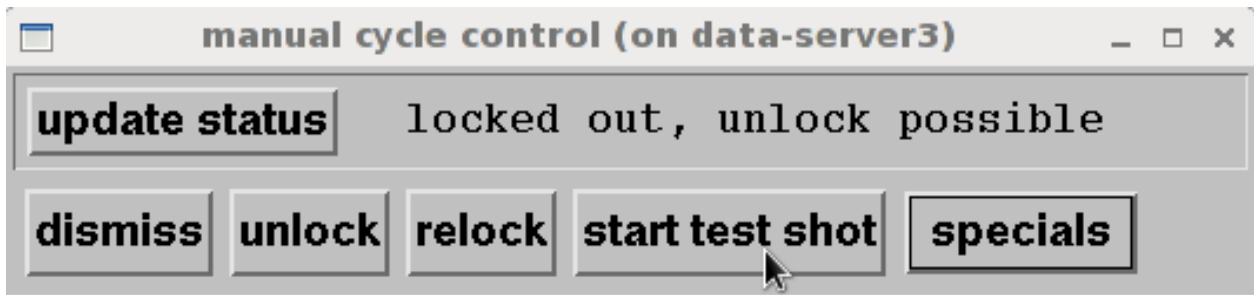 manual cycle control (on data-server3)
update status locked out, unlock possible
dismiss unlock relock start test shot specials